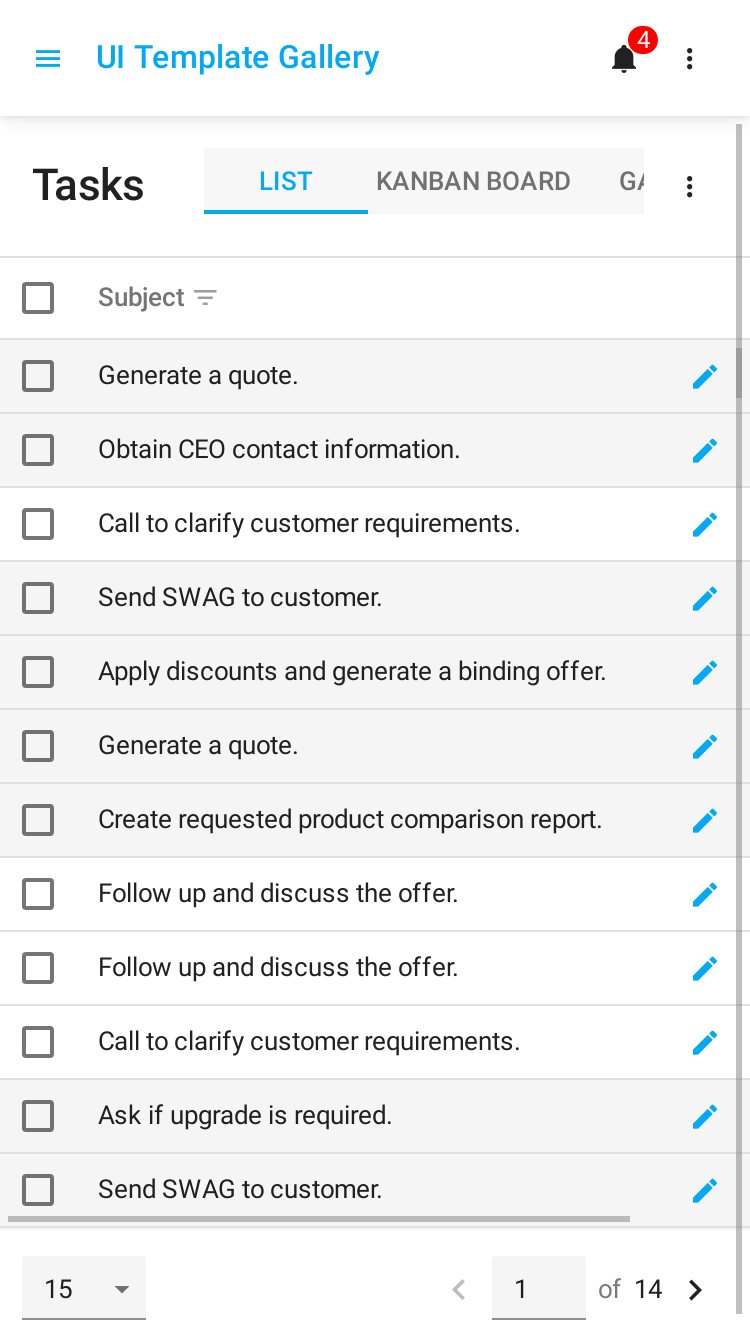 UI Template Gallery
4
Tasks
LIST
KANBAN BOARD
Subject
Generate a quote.
Obtain CEO contact information.
Call to clarify customer requirements.
Send SWAG to customer.
Apply discounts and generate a binding offer.
Generate a quote.
Create requested product comparison report.
Follow up and discuss the offer.
Follow up and discuss the offer.
Call to clarify customer requirements.
Ask if upgrade is required.
Send SWAG to customer.
15
1 of 14